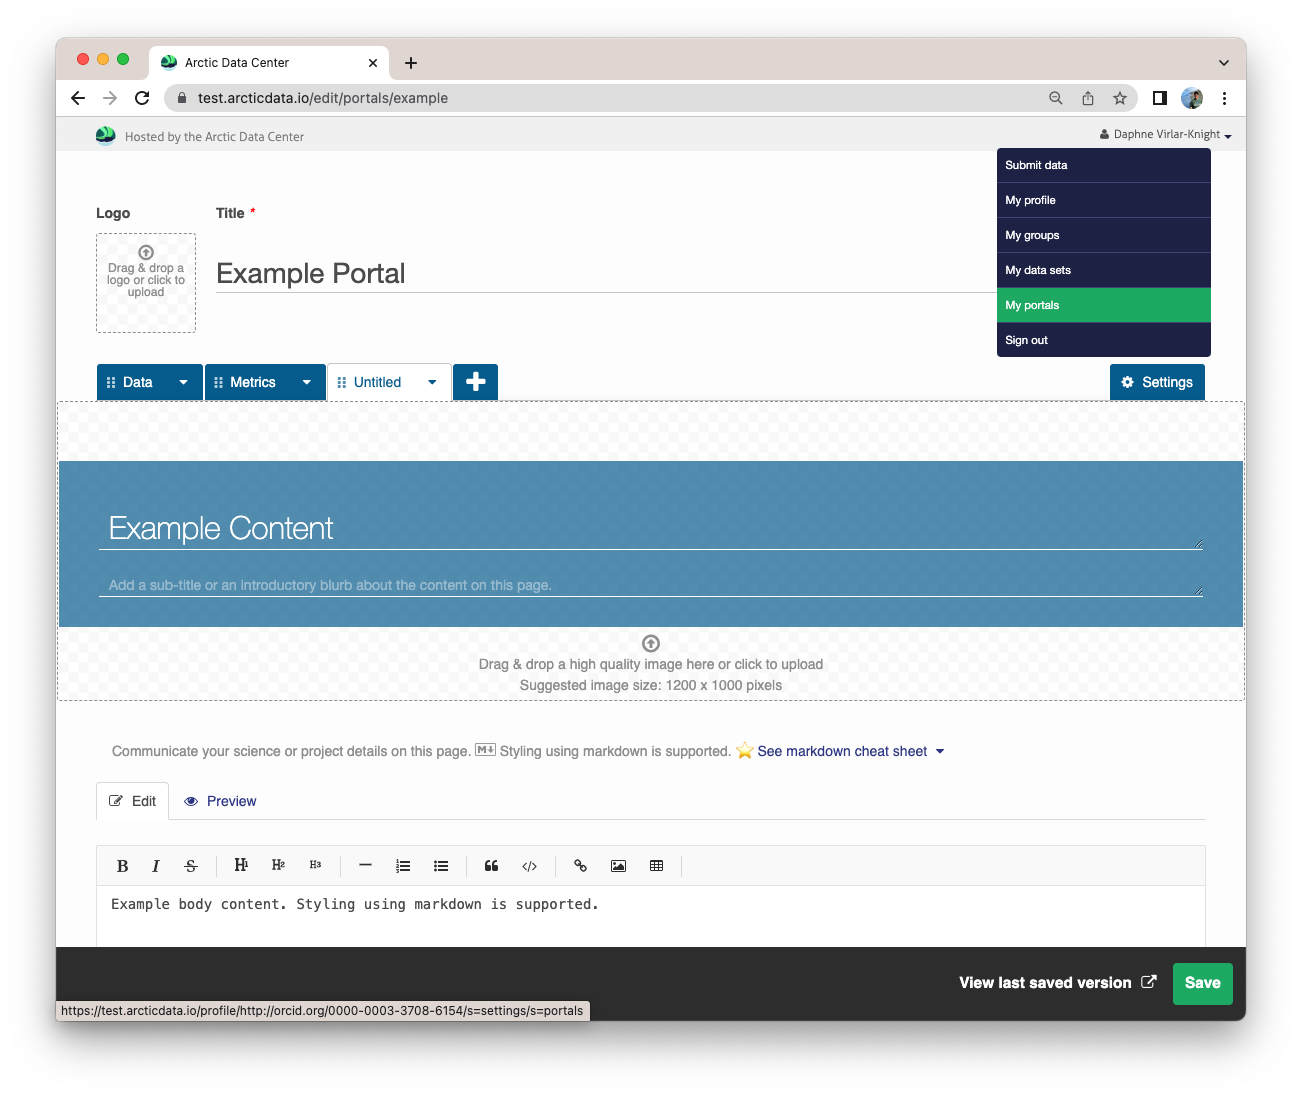 Arctic Data Center
test.arcticdata.io/edit/portals/example
Hosted by the Arctic Data Center
Daphne Virlar-Knight
Submit data
My profile
My groups
My data sets
My portals
Sign out
Logo
Title *
Drag & drop a
logo or click to
upload
Example Portal
Data
Metrics
Untitled
Settings
Example Content
Add a sub-title or an introductory blurb about the content on this page.
Drag & drop a high quality image here or click to upload
Suggested image size: 1200 x 1000 pixels
Communicate your science or project details on this page. M Styling using markdown is supported. See markdown cheat sheet
Edit Preview
B I S H1 H2 H3 </>
Example body content. Styling using markdown is supported.
View last saved version
Save
https://test.arcticdata.io/profile/http://orcid.org/0000-0003-3708-6154/s=settings/s=portals